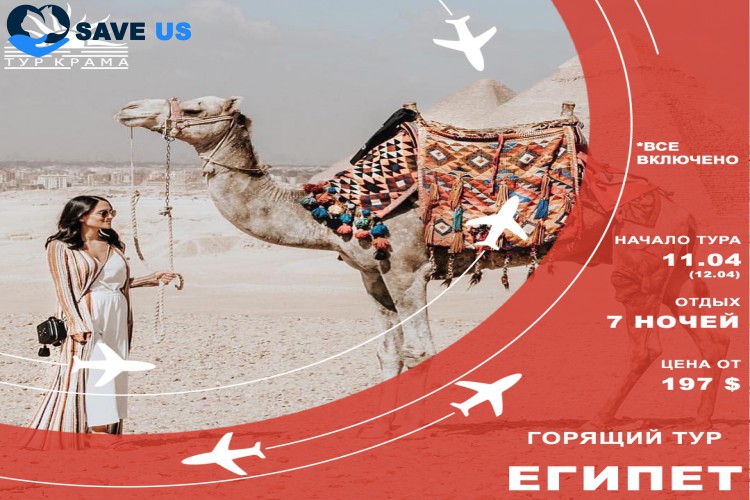 SAVE US
ТУР КРАМА
*ВСЕ
ВКЛЮЧЕНО
НАЧАЛО ТУРА
11.04
(12.04)
ОТДЫХ
7 НОЧЕЙ
ЦЕНА ОТ
197 $
ГОРЯЩИЙ ТУР
ЕГИПЕТ